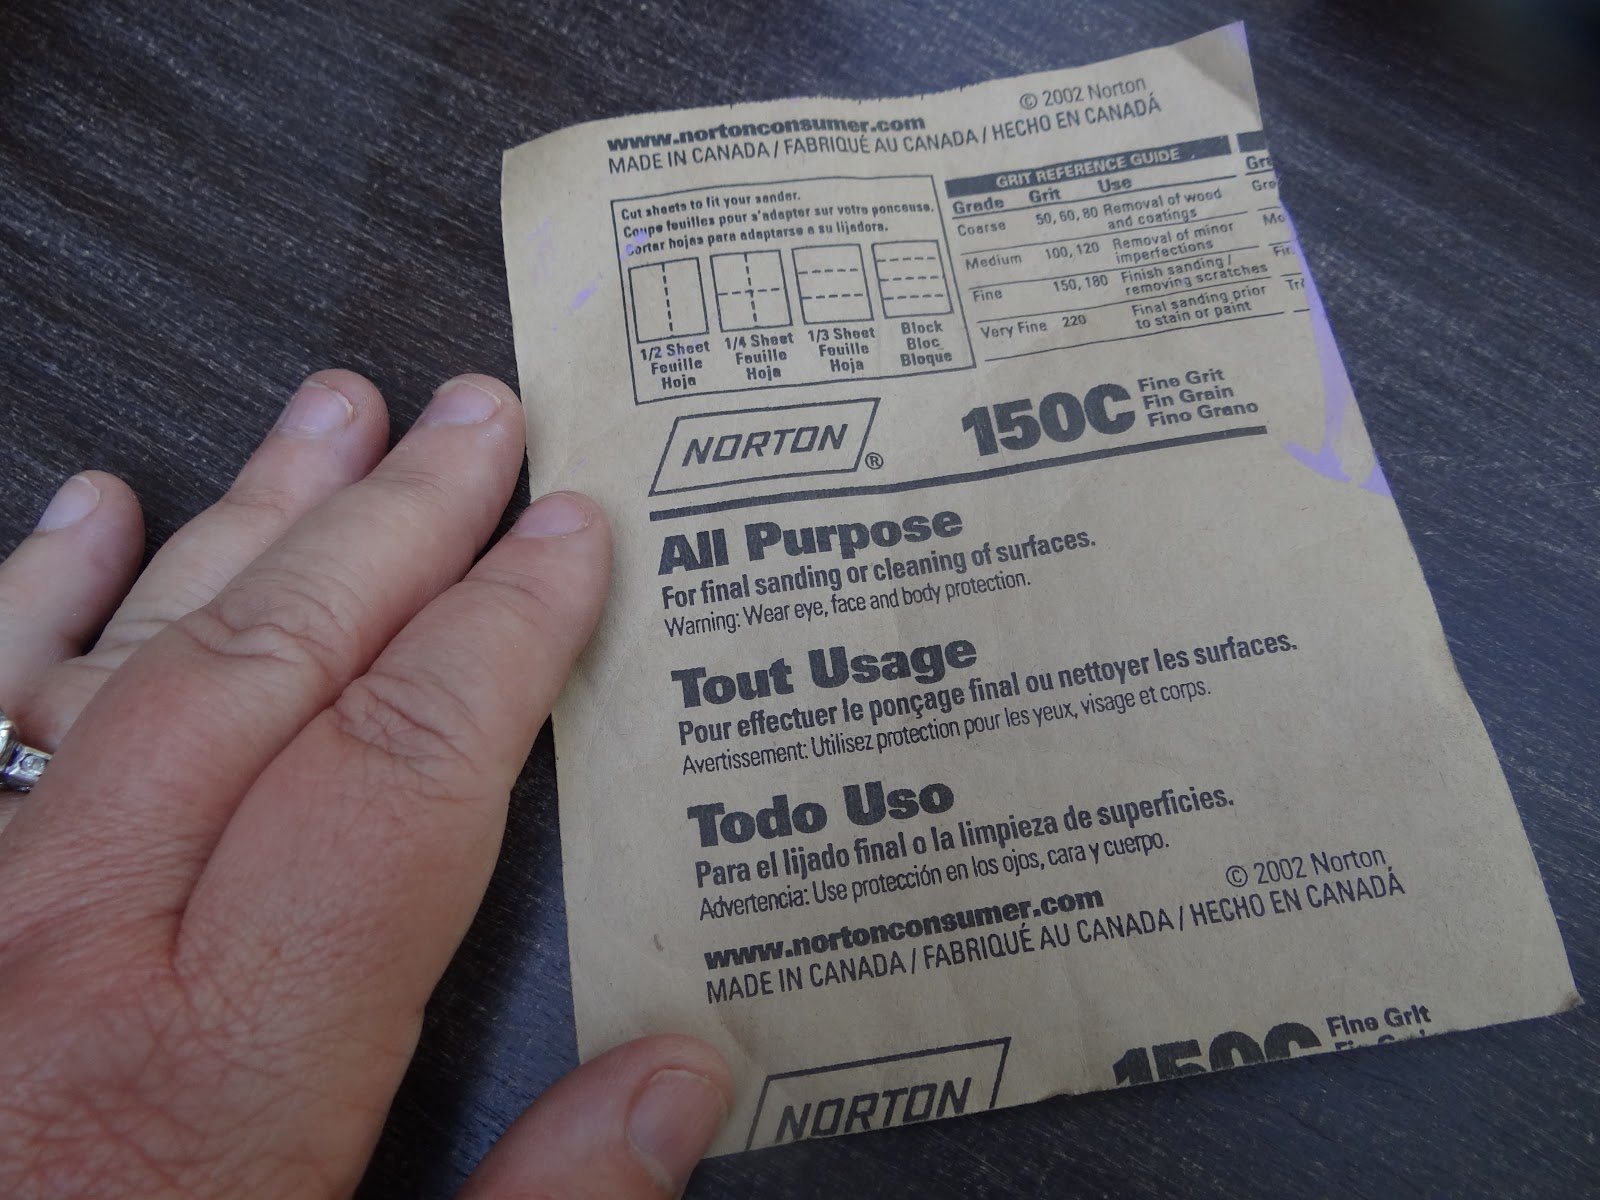 © 2002 Norton
www.nortonconsumer.com
MADE IN CANADA / FABRIQUÉ AU CANADA / HECHO EN CANADÁ
Cut sheets to fit your sander.
Coupe feuilles pour s'adapter sur votre ponceuse.
Cortar hojas para adaptarse a su lijadora.
1/2 Sheet
Feuille
Hoja
1/4 Sheet
Feuille
Hoja
1/3 Sheet
Feuille
Hoja
Block
Bloc
Bloque
GRIT REFERENCE GUIDE
Grade Grit Use
Coarse 50, 60, 80 Removal of wood
and coatings
Medium 100, 120 Removal of minor
imperfections
Fine 150, 180 Finish sanding /
removing scratches
Very Fine 220 Final sanding prior
to stain or paint
NORTON ®
150C
Fine Grit
Fin Grain
Fino Grano
All Purpose
For final sanding or cleaning of surfaces.
Warning: Wear eye, face and body protection.
Tout Usage
Pour effectuer le ponçage final ou nettoyer les surfaces.
Avertissement: Utilisez protection pour les yeux, visage et corps.
Todo Uso
Para el lijado final o la limpieza de superficies.
Advertencia: Use protección en los ojos, cara y cuerpo.
© 2002 Norton,
www.nortonconsumer.com
MADE IN CANADA / FABRIQUÉ AU CANADA / HECHO EN CANADÁ
NORTON
150C
Fine Grit